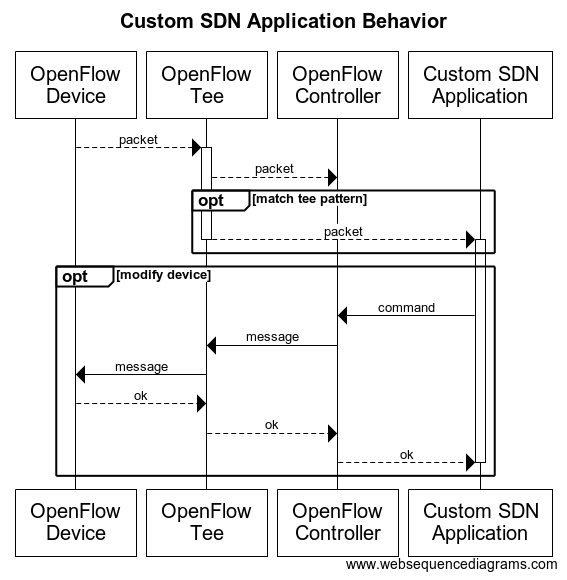 Custom SDN Application Behavior
OpenFlow
Device
OpenFlow
Tee
OpenFlow
Controller
Custom SDN
Application
packet
packet
opt
[match tee pattern]
packet
opt
[modify device]
command
message
message
ok
ok
ok
OpenFlow
Device
OpenFlow
Tee
OpenFlow
Controller
Custom SDN
Application
www.websequencediagrams.com